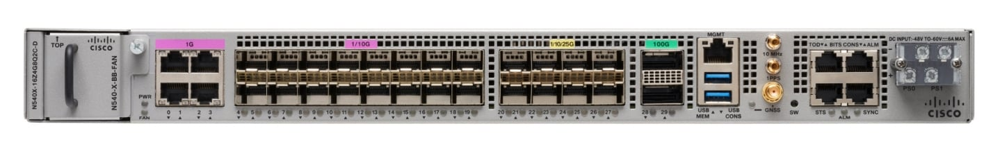 N540X-16Z4G8Q2C-D
TOP
CISCO
N540-X-BB-FAN
PWR
FAN
1G
0 1 2 3
1/10G
4 5 6 7 8 9 10 11 12 13 14 15 16 17 18 19
1/10/25G
20 21 22 23 24 25 26 27
100G
28 29
MGMT
USB MEM
USB CONS
10 MHz
1PPS
GNSS
SW
TOD BITS CONS ALM
STS ALM SYNC
DC INPUT:-48V TO-60V 6A MAX
- +
PS0 PS1
CISCO